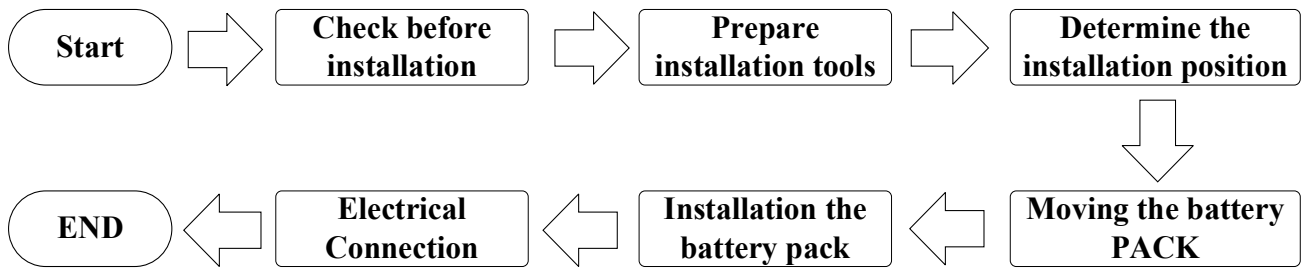 Start
Check before
installation
Prepare
installation tools
Determine the
installation position
Moving the battery
PACK
Installation the
battery pack
Electrical
Connection
END